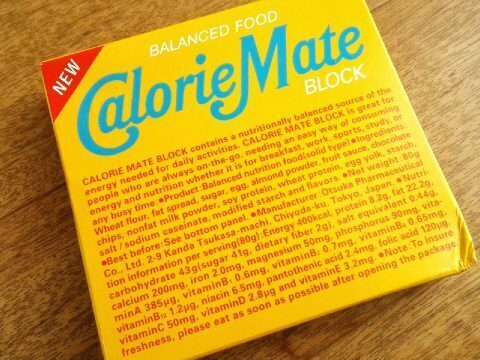 NEW
BALANCED FOOD
CalorieMate
BLOCK
CALORIE MATE BLOCK contains a nutritionally balanced source of the
energy needed for daily activities. CALORIE MATE BLOCK is great for
people who are always on-the-go, needing an easy way of consuming
energy and nutrition whether it is for breakfast, work, sports, study, or
any busy time. ●Product: Balanced nutrition food(solid type) ●Ingredients:
Wheat flour, fat spread, sugar, egg, almond powder, fruit sauce, chocolate
chips, nonfat milk powder, soy protein, wheat protein, egg yolk, starch,
salt / sodium caseinate, modified starch and flavors ●Net weight: 80g
●Best before: See bottom panel. ●Manufacturer: Otsuka Pharmaceutical
Co., Ltd. 2-9 Kanda Tsukasa-machi, Chiyoda-ku, Tokyo, Japan ●Nutri-
tion information per serving(80g): Energy 400kcal, protein 8.2g, fat 22.2g,
carbohydrate 43g(sugar 41g, dietary fiber 2g), salt equivalent 0.44g,
calcium 200mg, iron 2.0mg, magnesium 50mg, phosphorus 90mg, vita-
minA 385μg, vitaminB₁ 0.6mg, vitaminB₂ 0.7mg, vitaminB₆ 0.65mg,
vitaminB₁₂ 1.2μg, niacin 6.5mg, pantothenic acid 2.4mg, folic acid 120μg,
vitaminC 50mg, vitaminD 2.8μg and vitaminE 3.2mg. ●Note: To insure
freshness, please eat as soon as possible after opening the package.